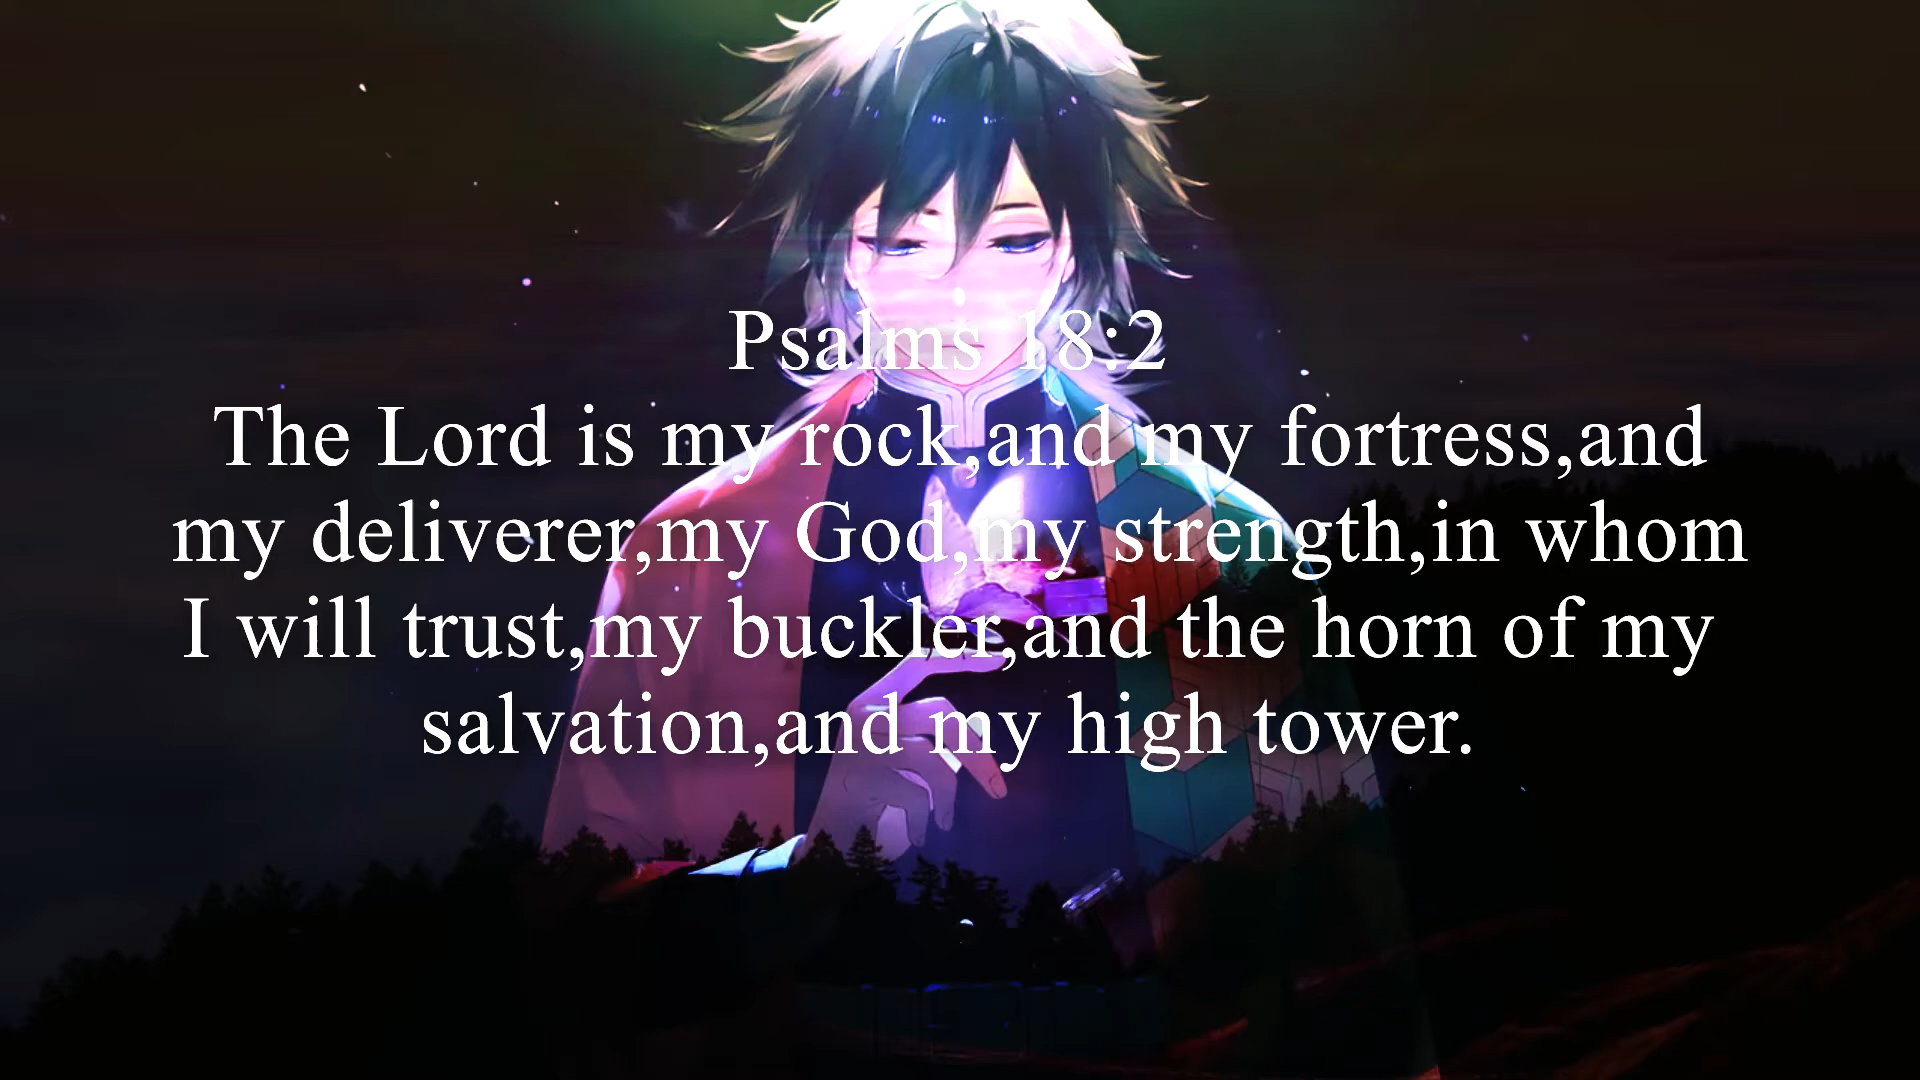 Psalms 18:2
The Lord is my rock,and my fortress,and
my deliverer,my God,my strength,in whom
I will trust,my buckler,and the horn of my
salvation,and my high tower.